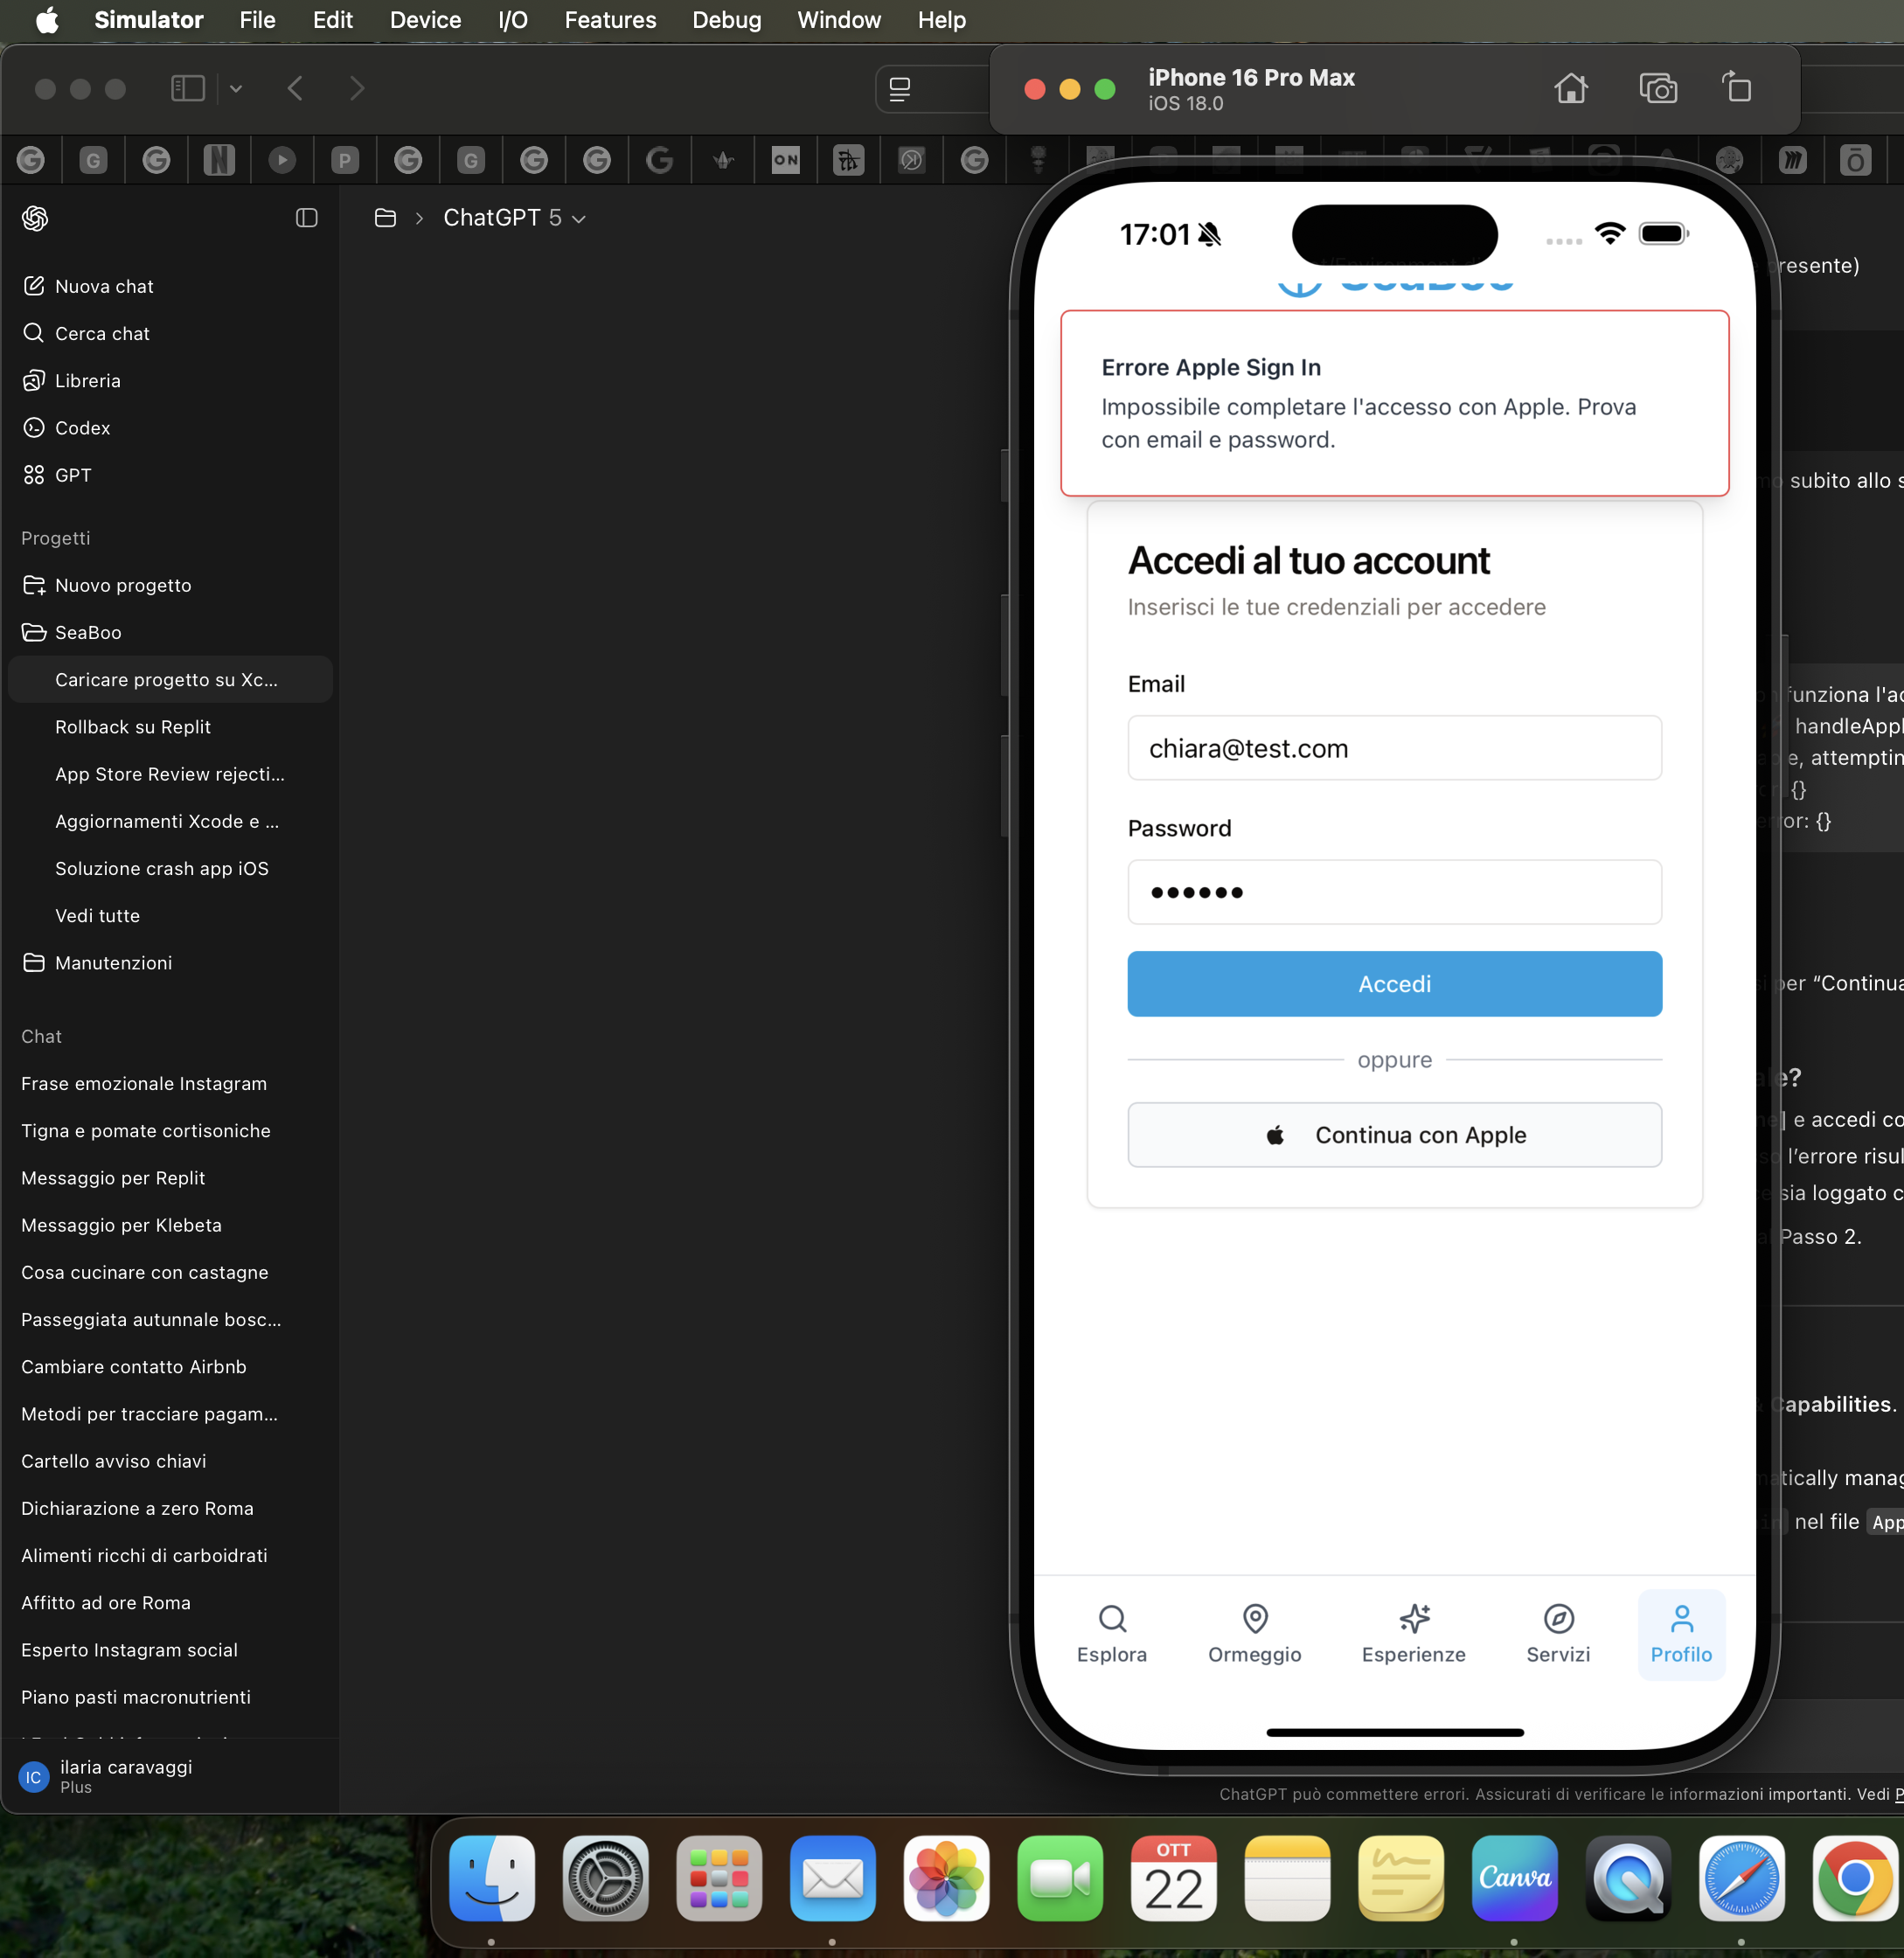 Simulator File Edit Device I/O Features Debug Window Help
iPhone 16 Pro Max
iOS 18.0
ON
ChatGPT 5
Nuova chat
Cerca chat
Libreria
Codex
GPT
Progetti
Nuovo progetto
SeaBoo
Caricare progetto su Xc...
Rollback su Replit
App Store Review rejecti...
Aggiornamenti Xcode e ...
Soluzione crash app iOS
Vedi tutte
Manutenzioni
Chat
Frase emozionale Instagram
Tigna e pomate cortisoniche
Messaggio per Replit
Messaggio per Klebeta
Cosa cucinare con castagne
Passeggiata autunnale bosc...
Cambiare contatto Airbnb
Metodi per tracciare pagam...
Cartello avviso chiavi
Dichiarazione a zero Roma
Alimenti ricchi di carboidrati
Affitto ad ore Roma
Esperto Instagram social
Piano pasti macronutrienti
IC
ilaria caravaggi
Plus
17:01
SeaBoo
Errore Apple Sign In
Impossibile completare l'accesso con Apple. Prova
con email e password.
Accedi al tuo account
Inserisci le tue credenziali per accedere
Email
chiara@test.com
Password
••••••
Accedi
oppure
Continua con Apple
Esplora Ormeggio Esperienze Servizi Profilo
presente)
subito allo s
funziona l'ac
handleAppl
, attemptin
{}
error: {}
per “Continua
e?
] e accedi co
l’errore risul
sia loggato c
Passo 2.
Capabilities.
matically manag
nel file App
ChatGPT può commettere errori. Assicurati di verificare le informazioni importanti. Vedi P
OTT
22
Canva